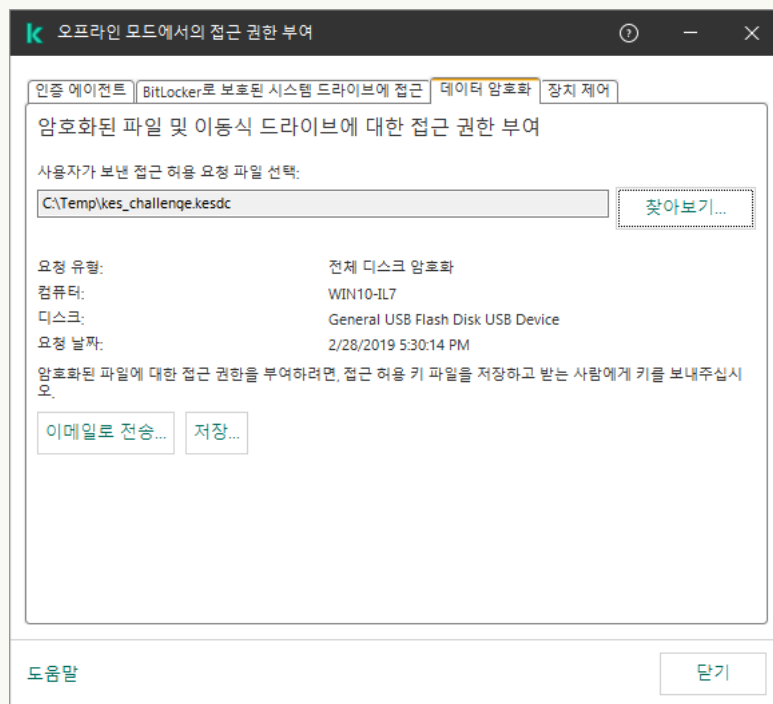 오프라인 모드에서의 접근 권한 부여
인증 에이전트 BitLocker로 보호된 시스템 드라이브에 접근 데이터 암호화 장치 제어
암호화된 파일 및 이동식 드라이브에 대한 접근 권한 부여
사용자가 보낸 접근 허용 요청 파일 선택:
C:\Temp\kes_challenge.kesdc 찾아보기...
요청 유형: 전체 디스크 암호화
컴퓨터: WIN10-IL7
디스크: General USB Flash Disk USB Device
요청 날짜: 2/28/2019 5:30:14 PM
암호화된 파일에 대한 접근 권한을 부여하려면, 접근 허용 키 파일을 저장하고 받는 사람에게 키를 보내주십시
오.
이메일로 전송... 저장...
도움말 닫기